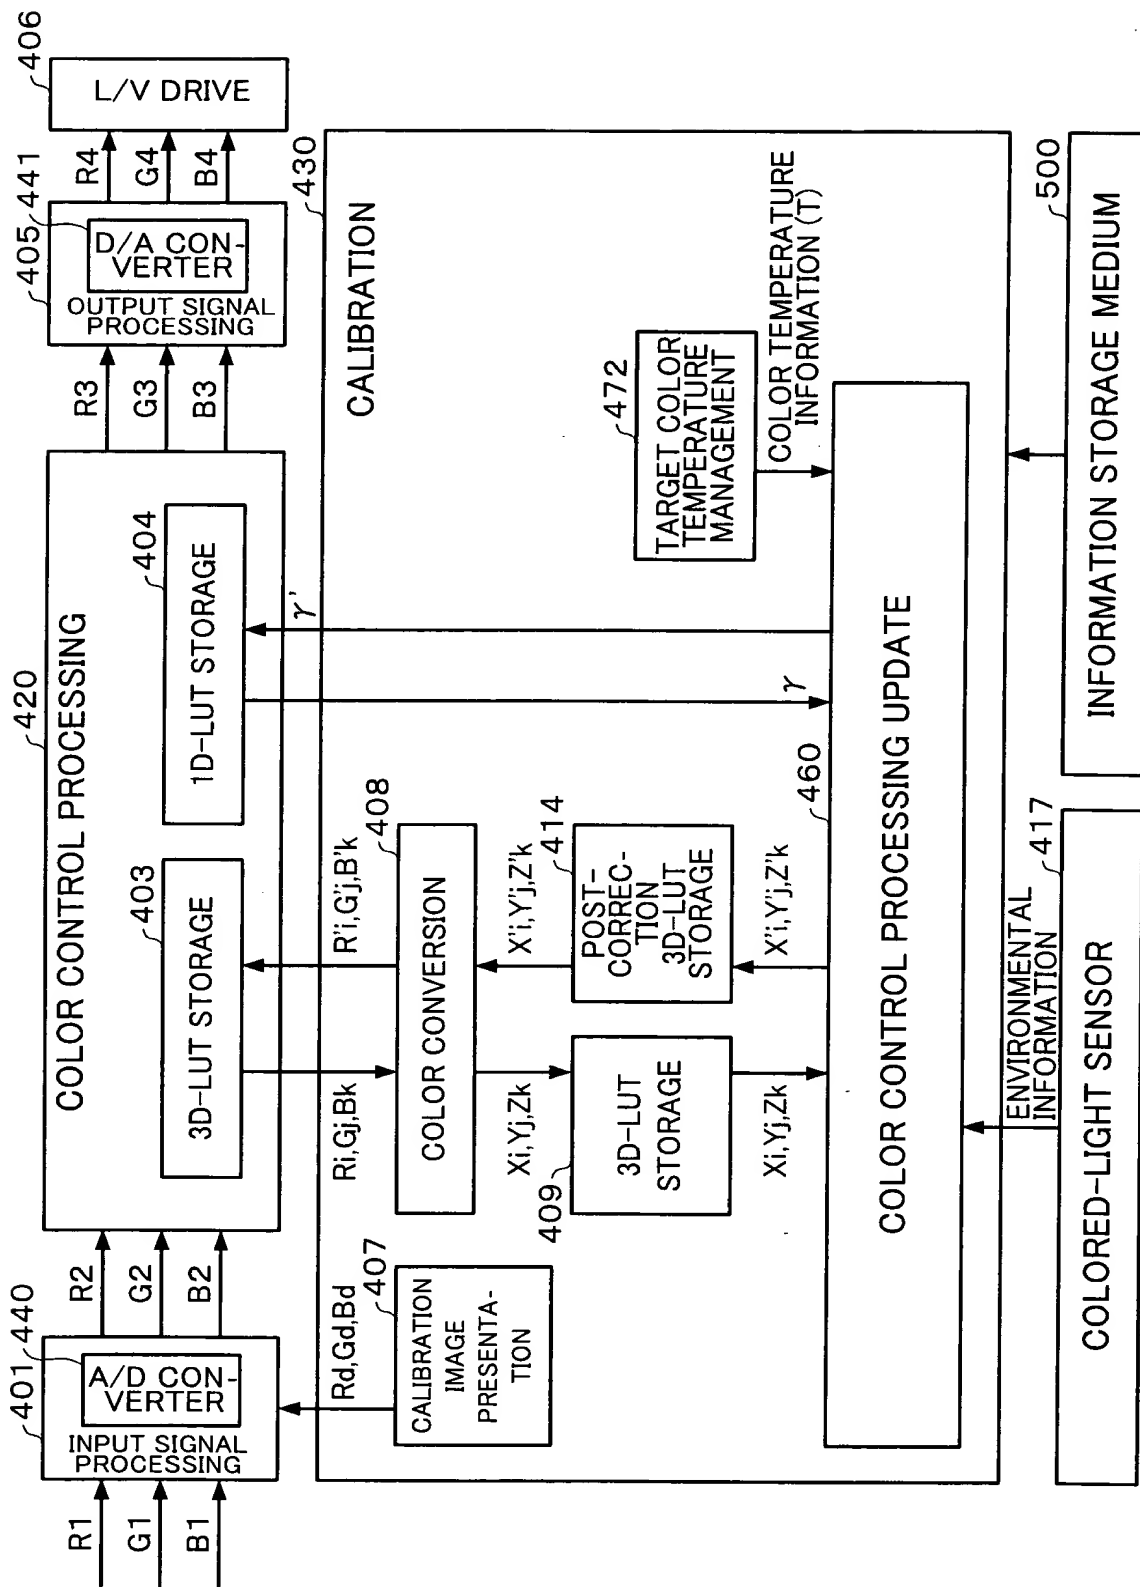 R1
G1
B1
401
440
A/D CON-
VERTER
INPUT SIGNAL
PROCESSING
R2
G2
B2
420
COLOR CONTROL PROCESSING
403
3D-LUT STORAGE
404
1D-LUT STORAGE
R3
G3
B3
405
441
D/A CON-
VERTER
OUTPUT SIGNAL
PROCESSING
R4
G4
B4
406
L/V DRIVE
430
CALIBRATION
Rd,Gd,Bd
407
CALIBRATION
IMAGE
PRESENTA-
TION
Ri,Gj,Bk
R'i,G'j,B'k
408
COLOR CONVERSION
Xi,Yj,Zk
X'i,Y'j,Z'k
409
3D-LUT
STORAGE
414
POST-
CORREC-
TION
3D-LUT
STORAGE
Xi,Yj,Zk
X'i,Y'j,Z'k
γ
γ'
472
TARGET COLOR
TEMPERATURE
MANAGEMENT
COLOR TEMPERATURE
INFORMATION (T)
460
COLOR CONTROL PROCESSING UPDATE
ENVIRONMENTAL
INFORMATION
417
COLORED-LIGHT SENSOR
500
INFORMATION STORAGE MEDIUM